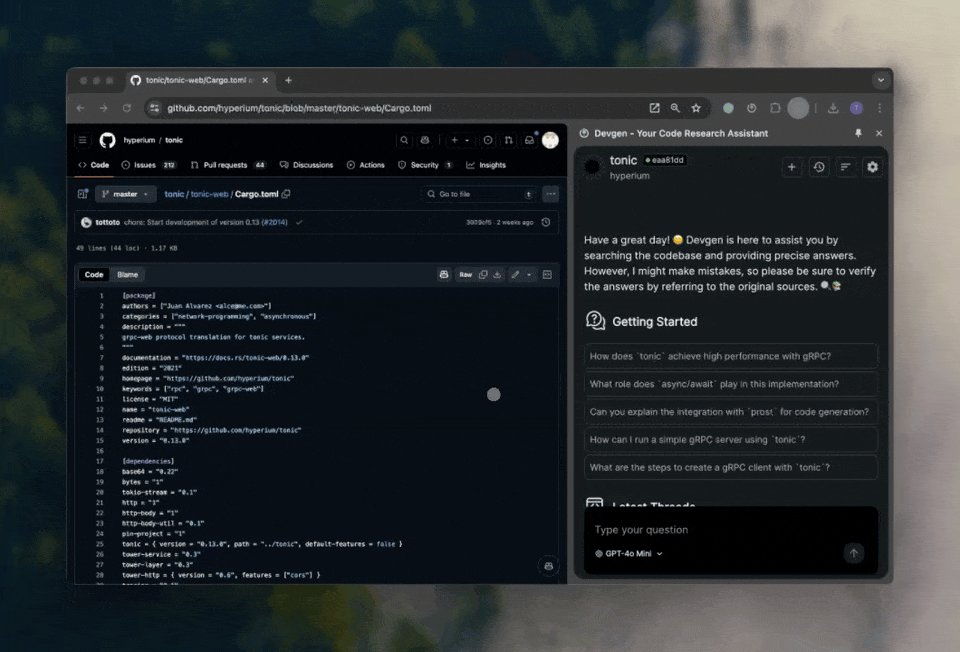 tonic/tonic-web/Cargo.toml
github.com/hyperium/tonic/blob/master/tonic-web/Cargo.toml
T
hyperium / tonic
Code
Issues 212
Pull requests 44
Discussions
Actions
Security 1
Insights
master
tonic / tonic-web / Cargo.toml
Go to file
t
tottoto chore: Start development of version 0.13 (#2014)
2 weeks ago
49 lines (44 loc) · 1.17 KB
Code Blame
Raw
1 [package]
2 authors = ["Juan Alvarez <alce@me.com>"]
3 categories = ["network-programming", "asynchronous"]
4 description = """
5 grpc-web protocol translation for tonic services.
6 """
7 documentation = "https://docs.rs/tonic-web/0.13.0"
8 edition = "2021"
9 homepage = "https://github.com/hyperium/tonic"
10 keywords = ["rpc", "grpc", "grpc-web"]
11 license = "MIT"
12 name = "tonic-web"
13 readme = "README.md"
14 repository = "https://github.com/hyperium/tonic"
15 version = "0.13.0"
16
17 [dependencies]
18 base64 = "0.22"
19 bytes = "1"
20 tokio-stream = "0.1"
21 http = "1"
22 http-body = "1"
23 http-body-util = "0.1"
24 pin-project = "1"
25 tonic = { version = "0.13.0", path = "../tonic", default-features = false }
26 tower-service = "0.3"
27 tower-layer = "0.3"
28 tower-http = { version = "0.6", features = ["cors"] }
Devgen - Your Code Research Assistant
tonic
eaa81dd
hyperium
Have a great day! 😀 Devgen is here to assist you by
searching the codebase and providing precise answers.
However, I might make mistakes, so please be sure to verify
the answers by referring to the original sources. 🔍📚
Getting Started
How does `tonic` achieve high performance with gRPC?
What role does `async/await` play in this implementation?
Can you explain the integration with `prost` for code generation?
How can I run a simple gRPC server using `tonic`?
What are the steps to create a gRPC client with `tonic`?
Latest Threads
Type your question
GPT-4o Mini